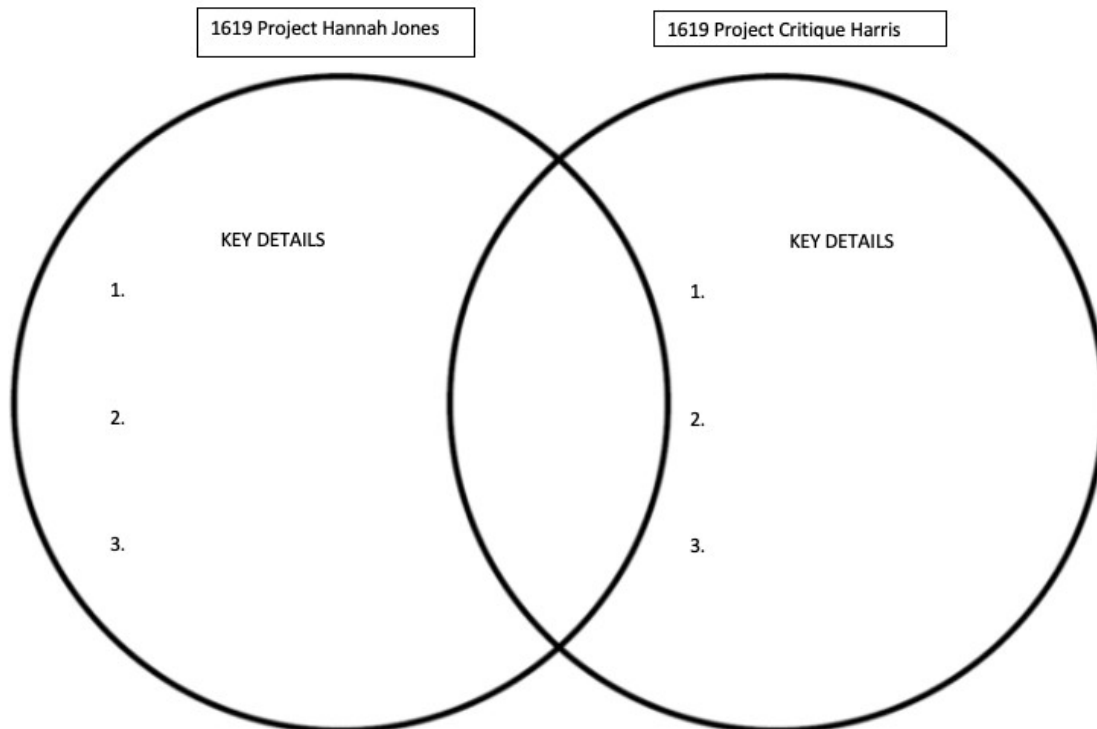 1619 Project Hannah Jones
1619 Project Critique Harris
KEY DETAILS
1.
2.
3.
KEY DETAILS
1.
2.
3.